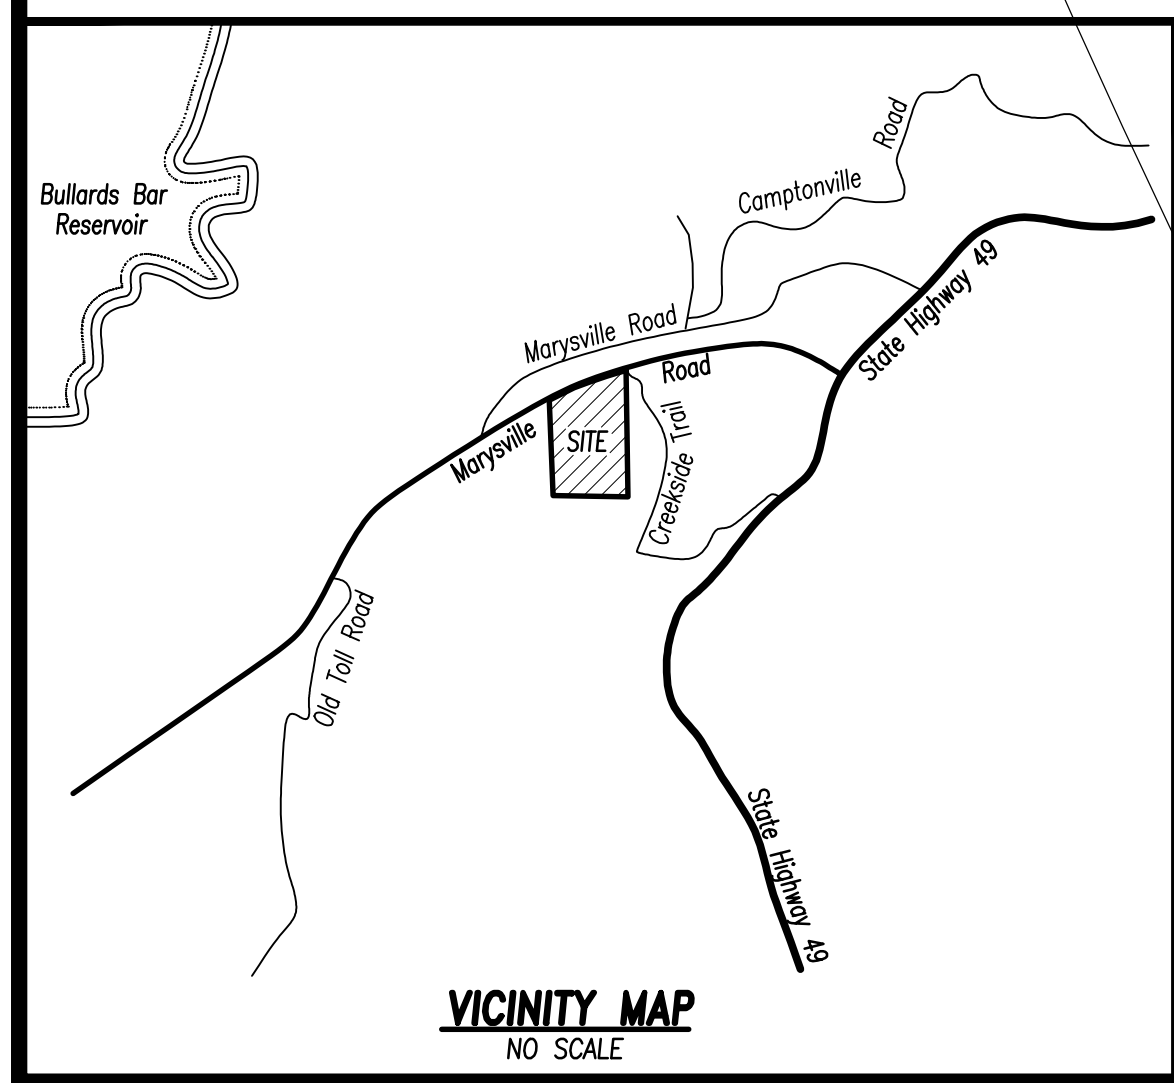 Road
Camptonville
Bullards Bar
Reservoir
State Highway 49
Marysville Road
Road
Marysville
SITE
Creekside Trail
Old Toll Road
State Highway 49
VICINITY MAP
NO SCALE